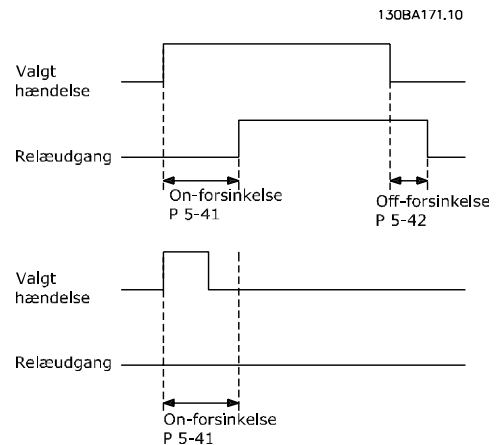 130BA171.10
Valgt
hændelse
Relæudgang
On-forsinkelse
P 5-41
Off-forsinkelse
P 5-42
Valgt
hændelse
Relæudgang
On-forsinkelse
P 5-41